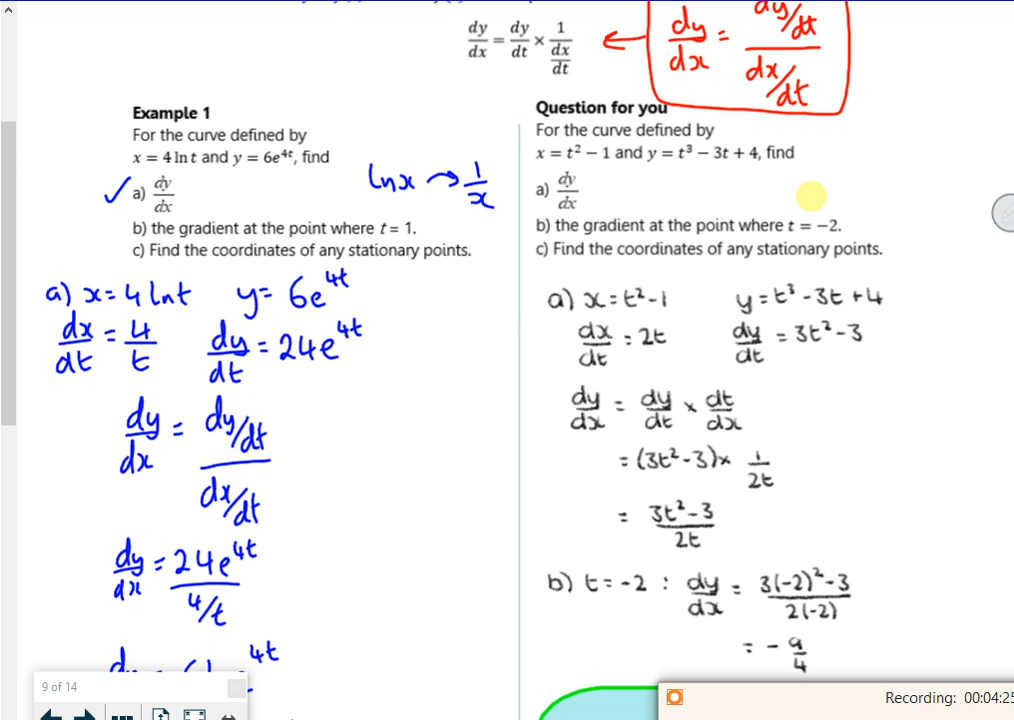 dy/dx = dy/dt × 1/(dx/dt)
dy/dx = (dy/dt)/(dx/dt)
Example 1
For the curve defined by
x = 4 ln t and y = 6e^{4t}, find
a) dy/dx
b) the gradient at the point where t = 1.
c) Find the coordinates of any stationary points.
lnx → 1/x
a) x = 4 lnt y = 6e^{4t}
dx/dt = 4/t dy/dt = 24e^{4t}
dy/dx = (dy/dt)/(dx/dt)
dy/dx = 24e^{4t}/(4/t)
Question for you
For the curve defined by
x = t² − 1 and y = t³ − 3t + 4, find
a) dy/dx
b) the gradient at the point where t = −2.
c) Find the coordinates of any stationary points.
a) x = t² - 1 y = t³ - 3t + 4
dx/dt = 2t dy/dt = 3t² - 3
dy/dx = dy/dt × dt/dx
= (3t² - 3) × 1/2t
= (3t² - 3)/2t
b) t = -2 : dy/dx = (3(-2)² - 3)/2(-2)
= - 9/4
9 of 14
Recording: 00:04:25